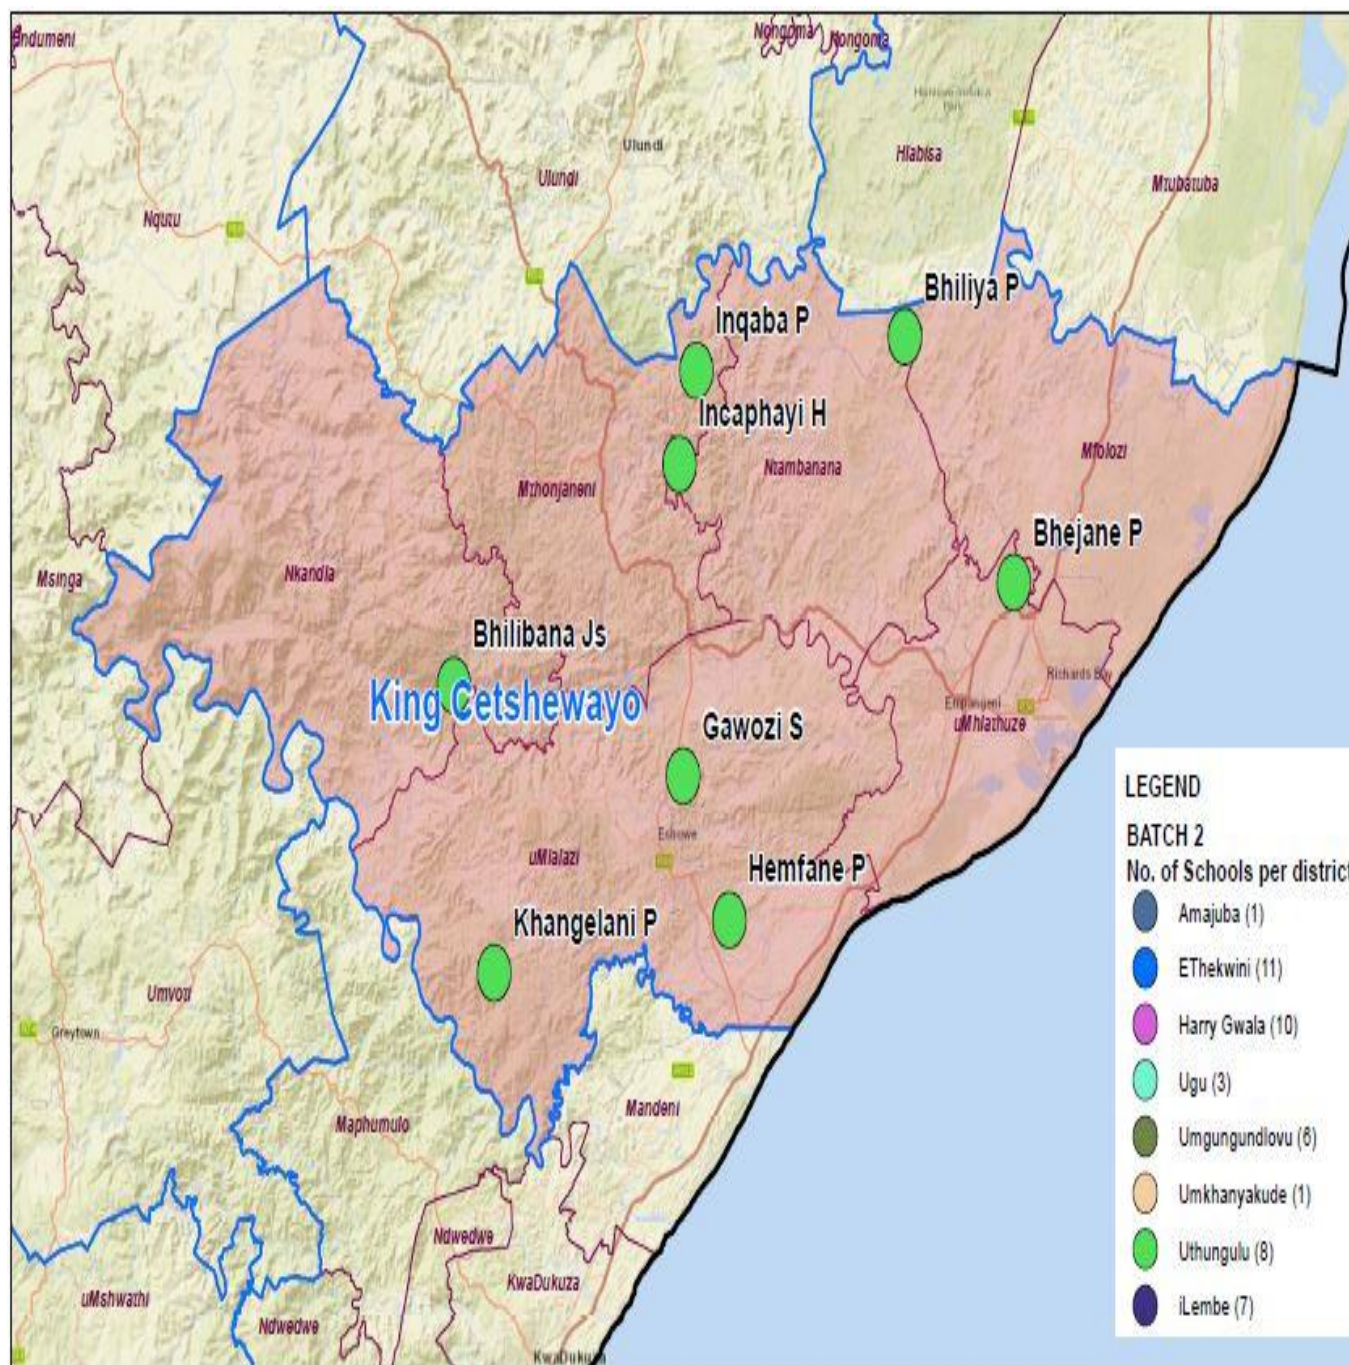 Endumeni
Nongoma
Nongoma
Hlabisa
Ulundi
Ulundi
Mtubatuba
Nqutu
Bhiliya P
Inqaba P
Incaphayi H
Mfolozi
Ntambanana
Mthonjaneni
Bhejane P
Nkandla
Msinga
Bhilibana Js
Richards Bay
King Cetshewayo
Empangeni
uMhlathuze
Gawozi S
Eshowe
uMlalazi
Hemfane P
Khangelani P
Umvoti
Greytown
Mandeni
Maphumulo
Ndwedwe
KwaDukuza
uMshwathi
Ndwedwe
KwaDukuza
LEGEND
BATCH 2
No. of Schools per district
Amajuba (1)
EThekwini (11)
Harry Gwala (10)
Ugu (3)
Umgungundlovu (6)
Umkhanyakude (1)
Uthungulu (8)
iLembe (7)